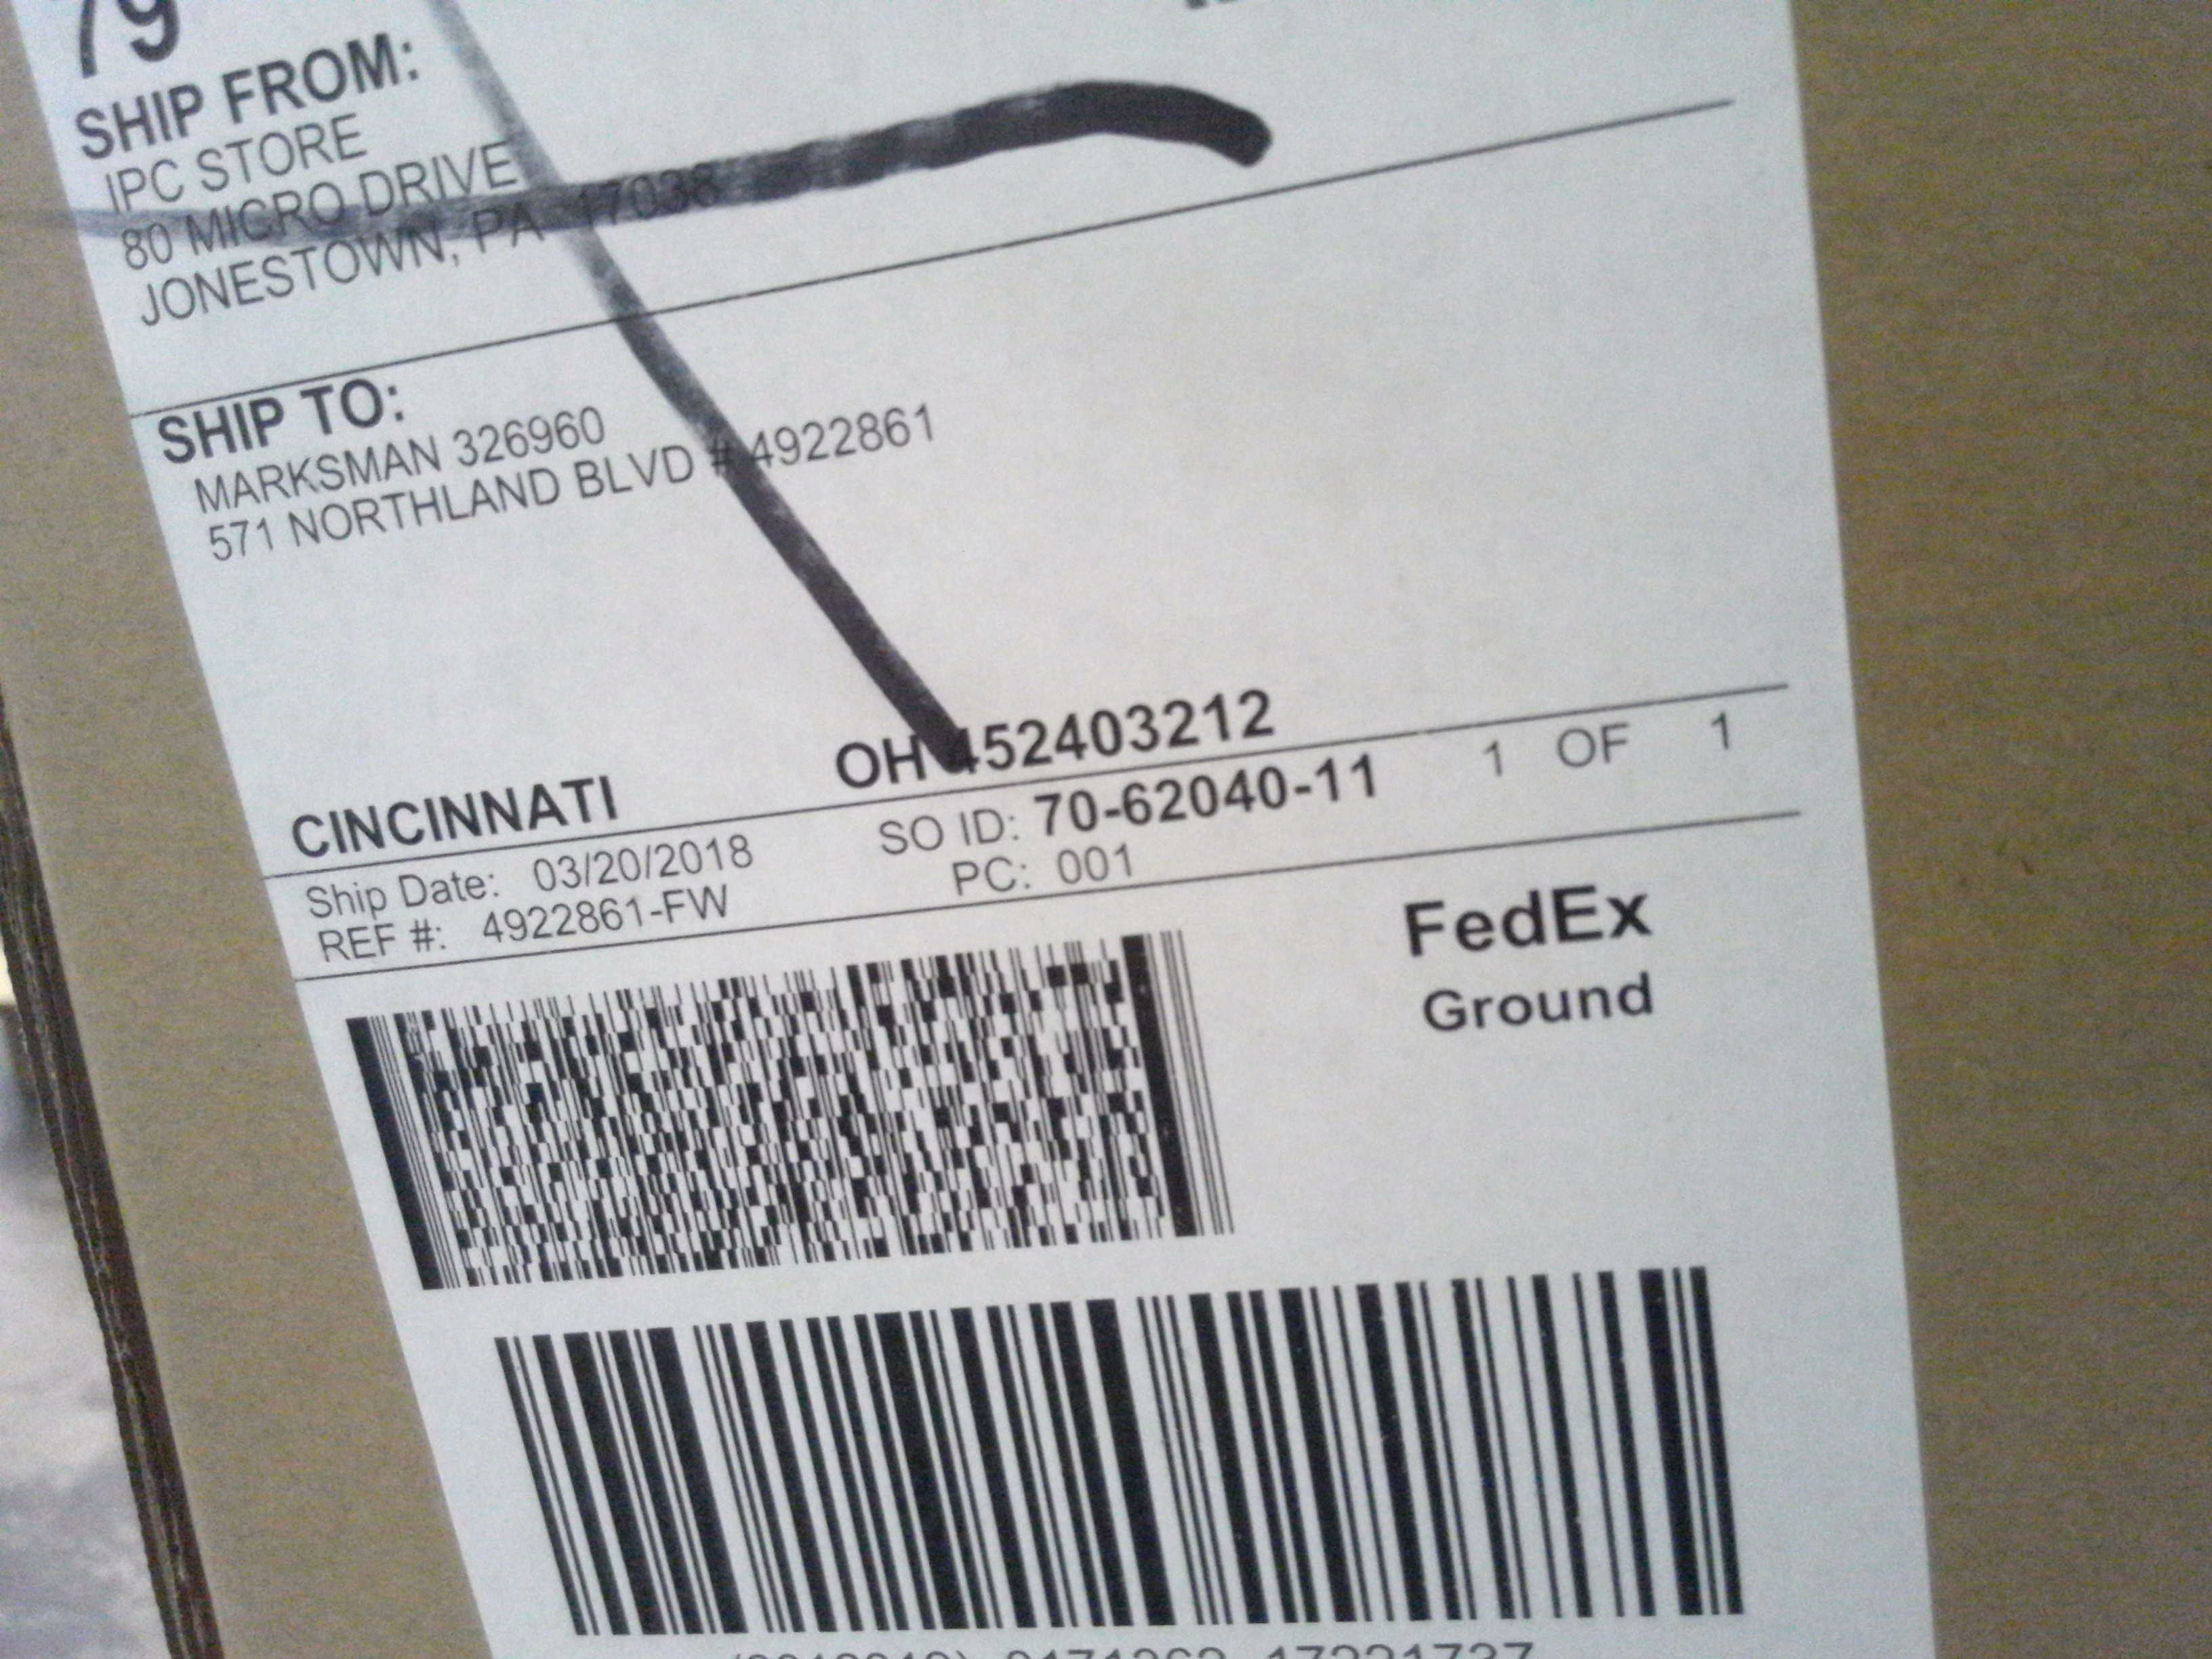 79
SHIP FROM:
IPC STORE
80 MICRO DRIVE
JONESTOWN, PA 17038
SHIP TO:
MARKSMAN 326960
571 NORTHLAND BLVD # 4922861
CINCINNATI OH 452403212
Ship Date: 03/20/2018 SO ID: 70-62040-11 1 OF 1
REF #: 4922861-FW PC: 001
FedEx
Ground